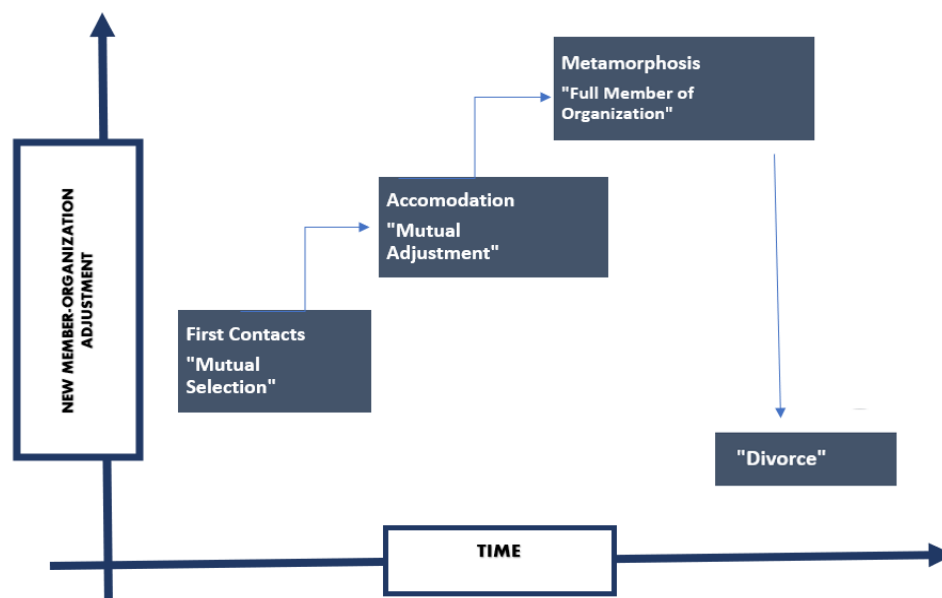 Metamorphosis
"Full Member of
Organization"
Accomodation
"Mutual
Adjustment"
First Contacts
"Mutual
Selection"
"Divorce"
NEW MEMBER-ORGANIZATION
ADJUSTMENT
TIME